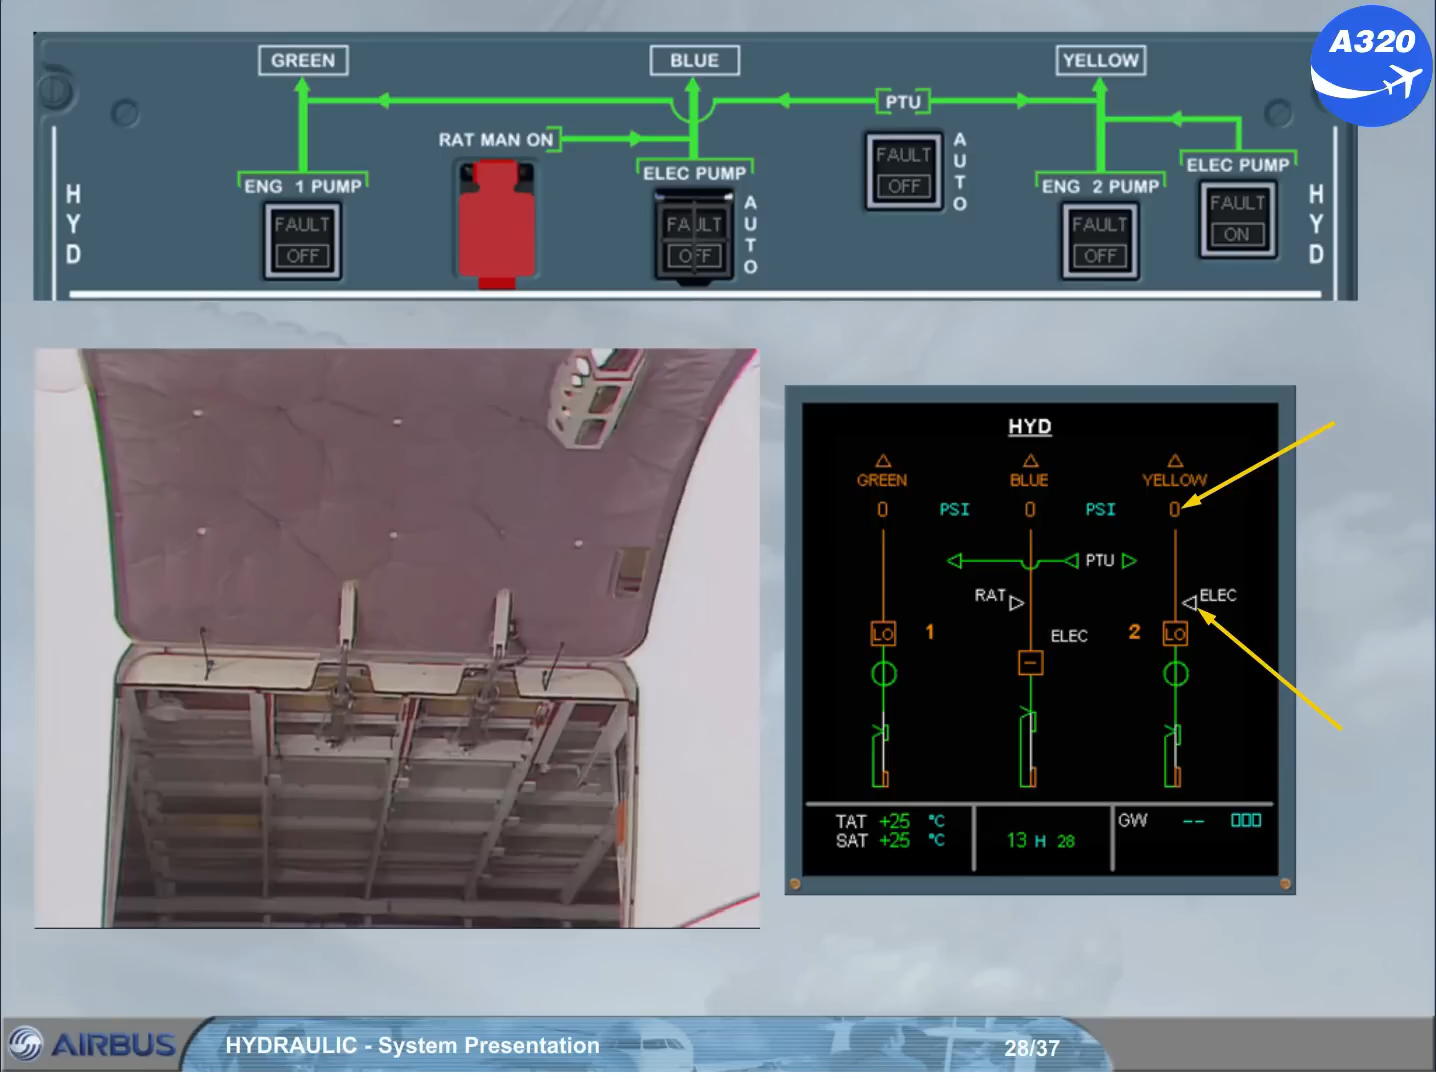 A320
GREEN
BLUE
YELLOW
PTU
RAT MAN ON
ELEC PUMP
ELEC PUMP
ENG 1 PUMP
ENG 2 PUMP
HYD
FAULT
OFF
FAULT
OFF
AUTO
FAULT
OFF
AUTO
FAULT
OFF
FAULT
ON
HYD
HYD
GREEN
BLUE
YELLOW
0 PSI 0 PSI 0
PTU
RAT
ELEC
LO 1
ELEC
2 LO
TAT +25 °C
SAT +25 °C
13 H 28
GW --
AIRBUS
HYDRAULIC - System Presentation
28/37